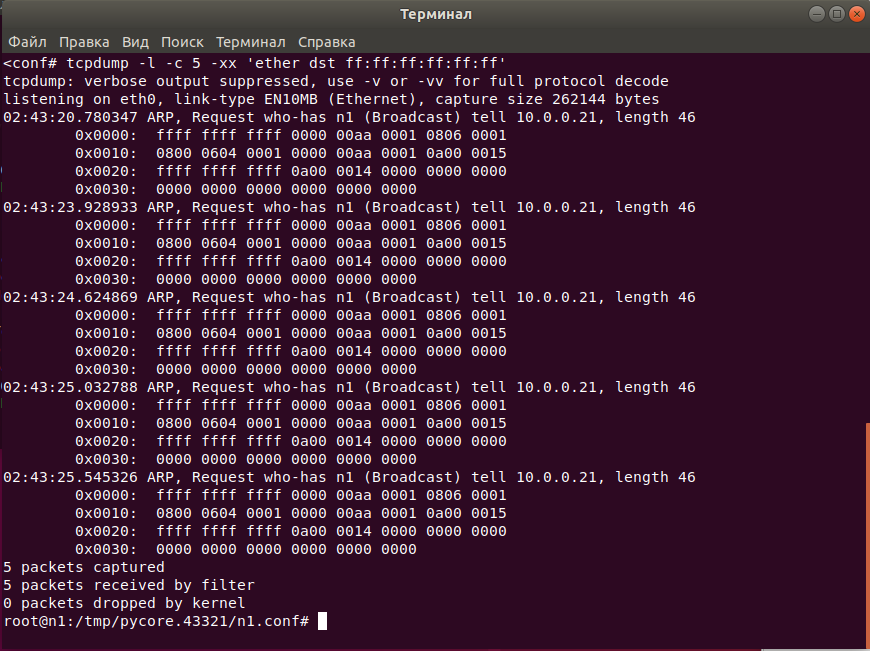 Терминал
Файл Правка Вид Поиск Терминал Справка
<conf# tcpdump -l -c 5 -xx 'ether dst ff:ff:ff:ff:ff:ff'
tcpdump: verbose output suppressed, use -v or -vv for full protocol decode
listening on eth0, link-type EN10MB (Ethernet), capture size 262144 bytes
02:43:20.780347 ARP, Request who-has n1 (Broadcast) tell 10.0.0.21, length 46
0x0000:  ffff ffff ffff 0000 00aa 0001 0806 0001
0x0010:  0800 0604 0001 0000 00aa 0001 0a00 0015
0x0020:  ffff ffff ffff 0a00 0014 0000 0000 0000
0x0030:  0000 0000 0000 0000 0000 0000
02:43:23.928933 ARP, Request who-has n1 (Broadcast) tell 10.0.0.21, length 46
0x0000:  ffff ffff ffff 0000 00aa 0001 0806 0001
0x0010:  0800 0604 0001 0000 00aa 0001 0a00 0015
0x0020:  ffff ffff ffff 0a00 0014 0000 0000 0000
0x0030:  0000 0000 0000 0000 0000 0000
02:43:24.624869 ARP, Request who-has n1 (Broadcast) tell 10.0.0.21, length 46
0x0000:  ffff ffff ffff 0000 00aa 0001 0806 0001
0x0010:  0800 0604 0001 0000 00aa 0001 0a00 0015
0x0020:  ffff ffff ffff 0a00 0014 0000 0000 0000
0x0030:  0000 0000 0000 0000 0000 0000
02:43:25.032788 ARP, Request who-has n1 (Broadcast) tell 10.0.0.21, length 46
0x0000:  ffff ffff ffff 0000 00aa 0001 0806 0001
0x0010:  0800 0604 0001 0000 00aa 0001 0a00 0015
0x0020:  ffff ffff ffff 0a00 0014 0000 0000 0000
0x0030:  0000 0000 0000 0000 0000 0000
02:43:25.545326 ARP, Request who-has n1 (Broadcast) tell 10.0.0.21, length 46
0x0000:  ffff ffff ffff 0000 00aa 0001 0806 0001
0x0010:  0800 0604 0001 0000 00aa 0001 0a00 0015
0x0020:  ffff ffff ffff 0a00 0014 0000 0000 0000
0x0030:  0000 0000 0000 0000 0000 0000
5 packets captured
5 packets received by filter
0 packets dropped by kernel
root@n1:/tmp/pycore.43321/n1.conf#